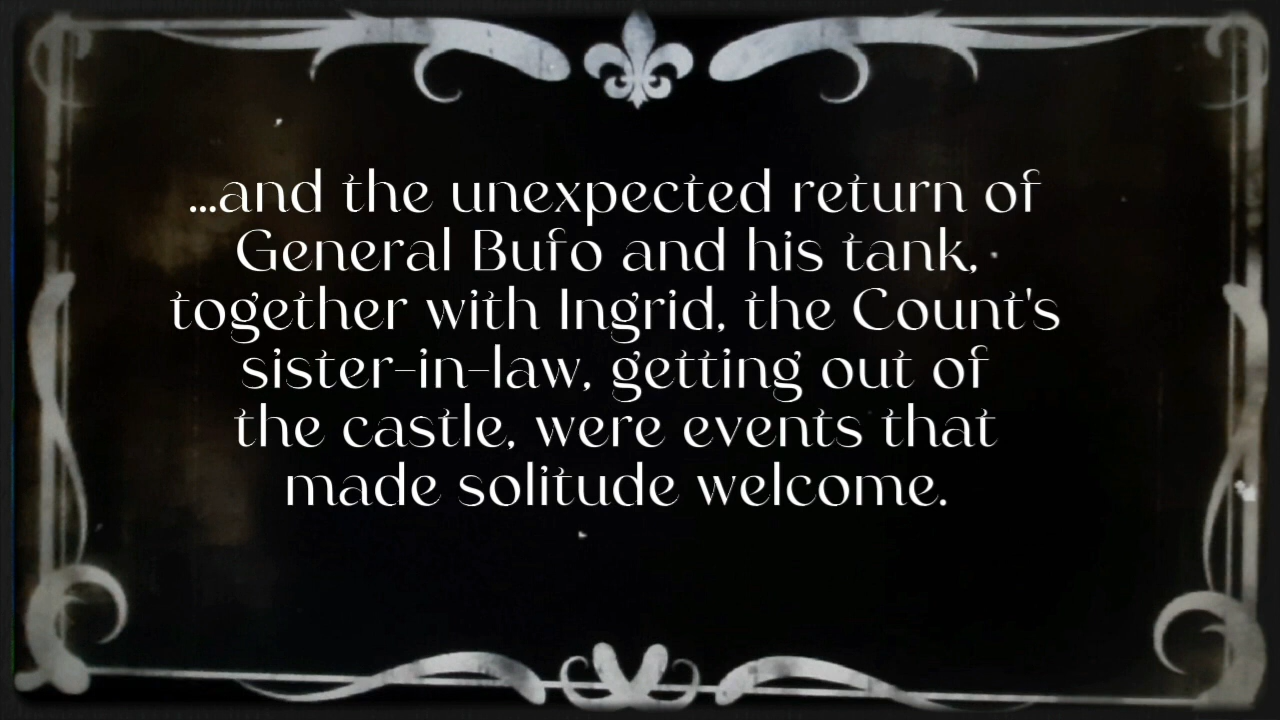 ...and the unexpected return of
General Bufo and his tank,
together with Ingrid, the Count's
sister-in-law, getting out of
the castle, were events that
made solitude welcome.